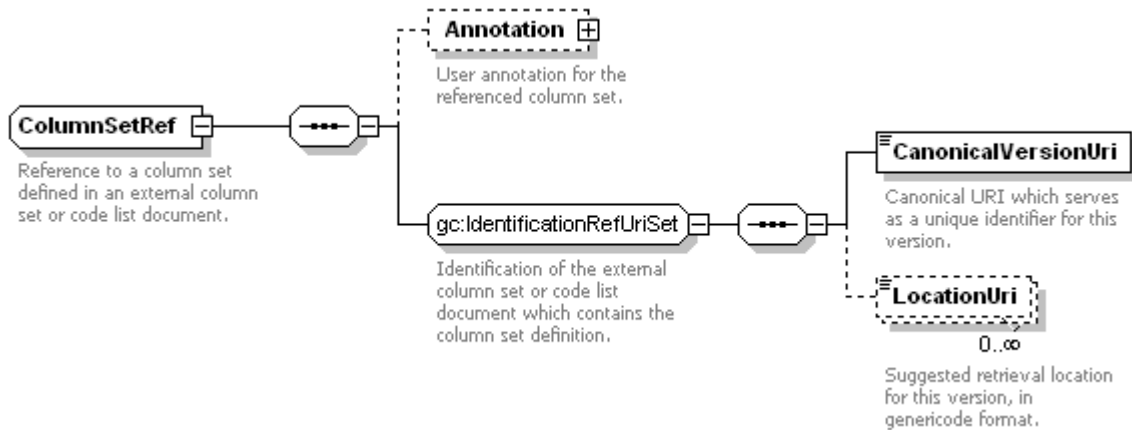 Annotation
User annotation for the
referenced column set.
ColumnSetRef
Reference to a column set
defined in an external column
set or code list document.
CanonicalVersionUri
Canonical URI which serves
as a unique identifier for this
version.
gc:IdentificationRefUriSet
Identification of the external
column set or code list
document which contains the
column set definition.
LocationUri
0..∞
Suggested retrieval location
for this version, in
genericode format.